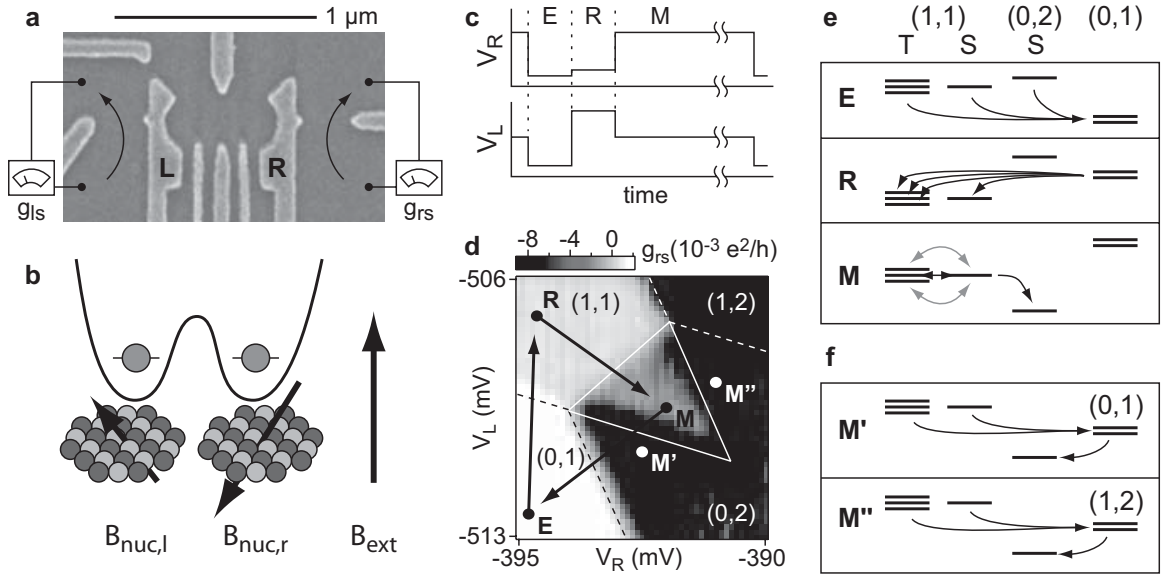 a
1 μm
L
R
g_ls
g_rs
b
B_nuc,l
B_nuc,r
B_ext
c
E R M
V_R
V_L
time
d
-8 -4 0 g_rs(10⁻³ e²/h)
-506
R
(1,1)
(1,2)
V_L (mV)
M
M''
(0,1)
M'
E
(0,2)
-513
-395
V_R (mV)
-390
e
(1,1) (0,2) (0,1)
T S S
E
R
M
f
M'
(0,1)
M''
(1,2)